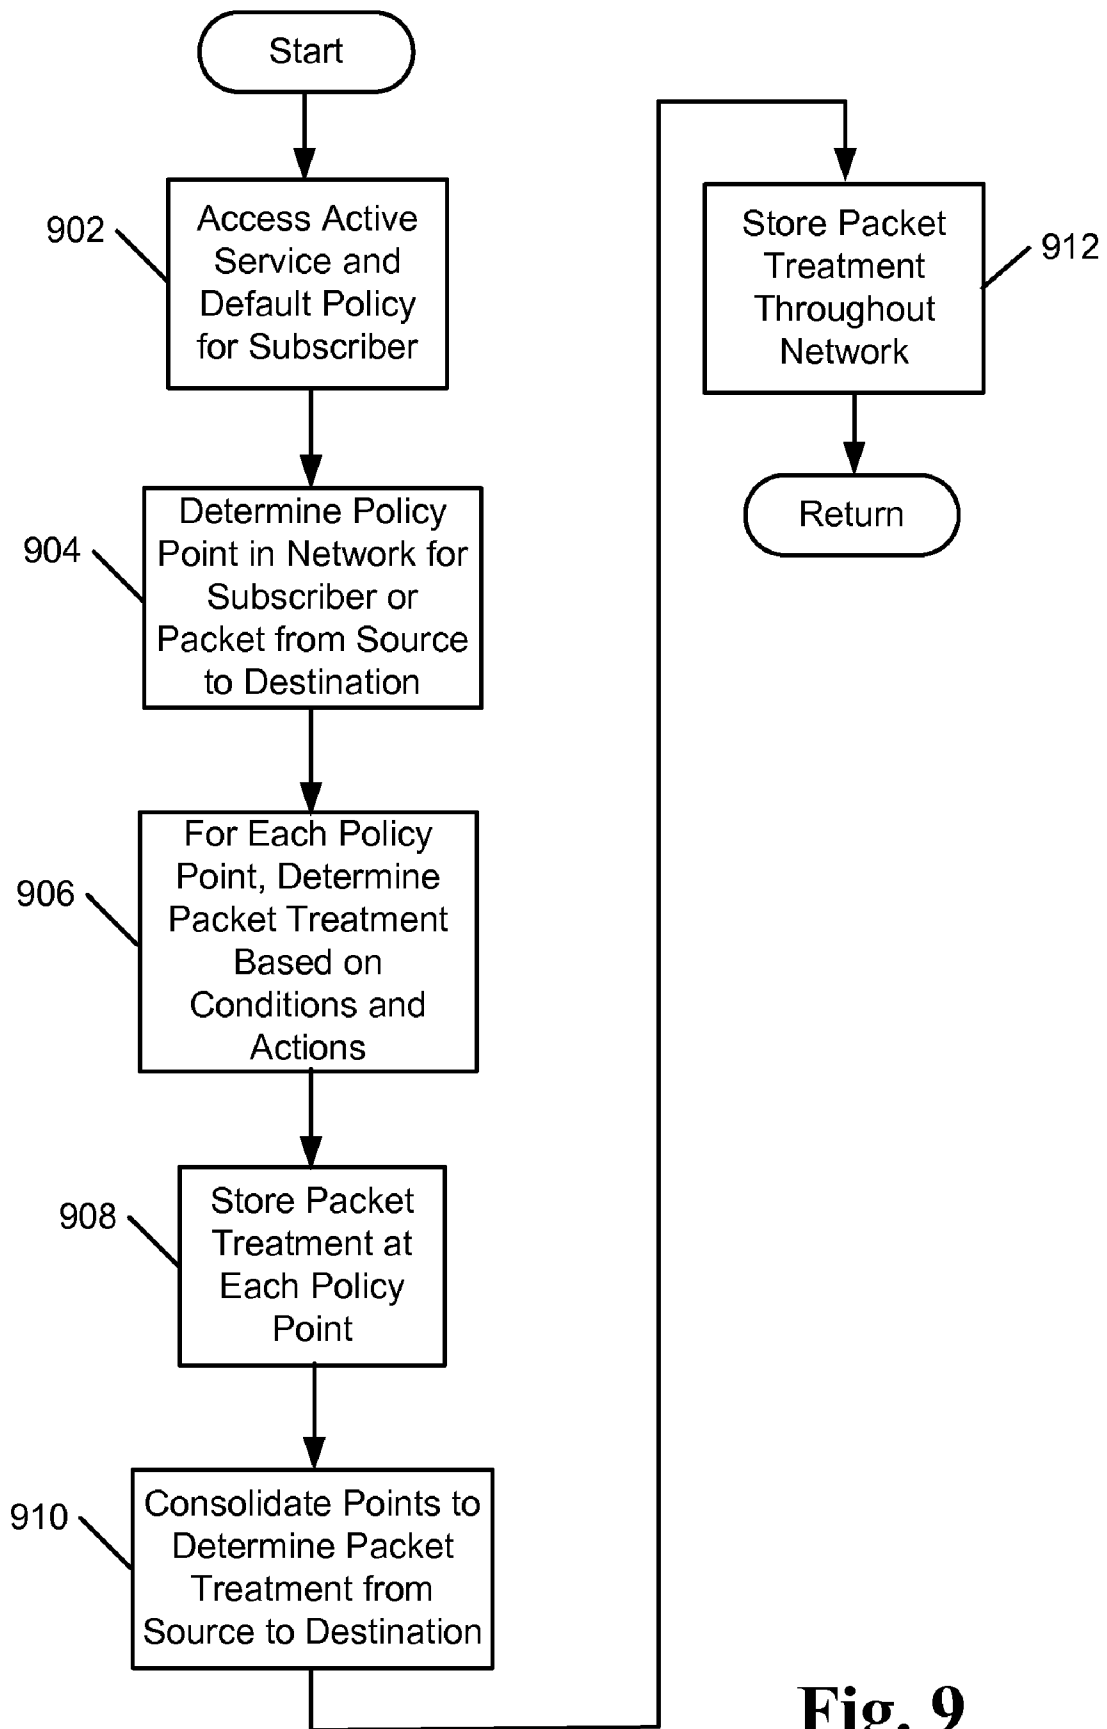 Start
902
Access Active
Service and
Default Policy
for Subscriber
904
Determine Policy
Point in Network for
Subscriber or
Packet from Source
to Destination
906
For Each Policy
Point, Determine
Packet Treatment
Based on
Conditions and
Actions
908
Store Packet
Treatment at
Each Policy
Point
910
Consolidate Points to
Determine Packet
Treatment from
Source to Destination
Store Packet
Treatment
Throughout
Network
912
Return
Fig. 9